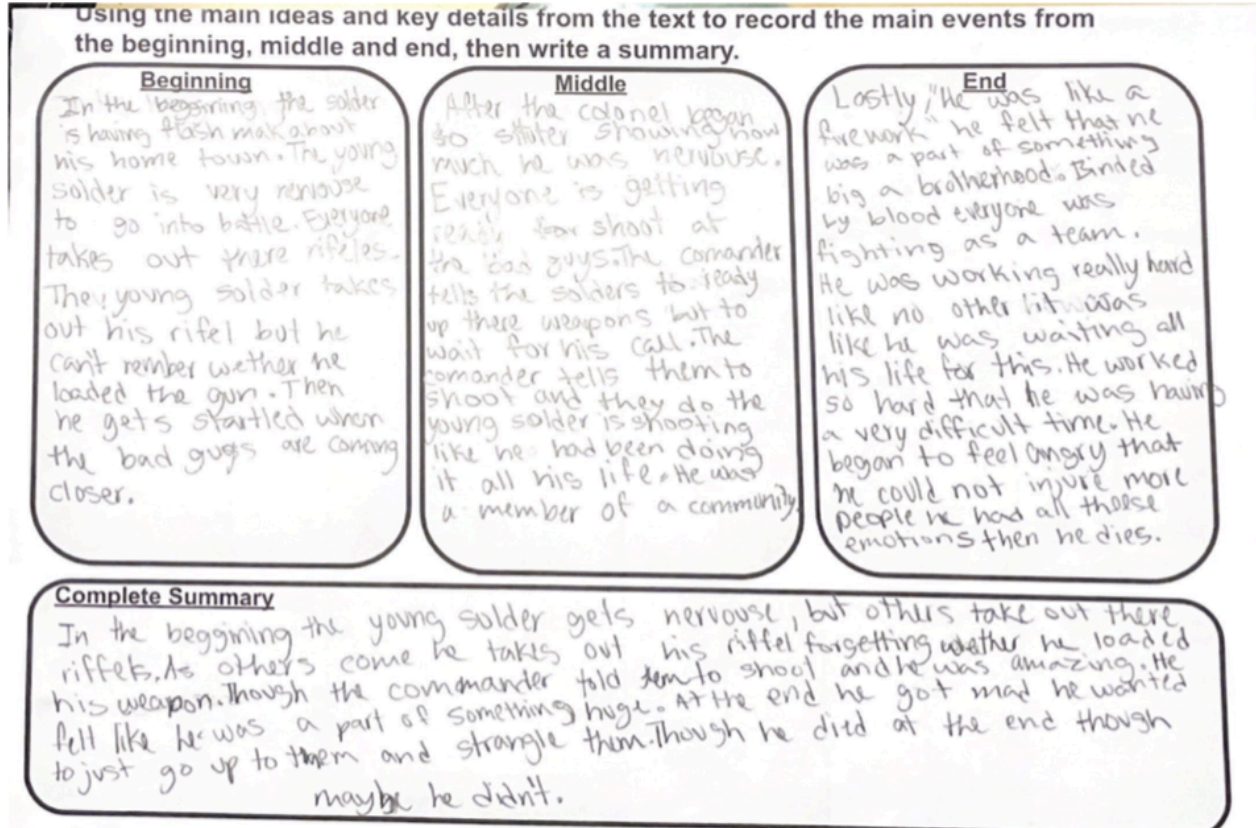 Using the main ideas and key details from the text to record the main events from
the beginning, middle and end, then write a summary.
Beginning
In the beggining the solder
is having flash mak about
his home town. The young
solder is very nervouse
to go into battle. Everyone
takes out there rifeles.
The young solder takes
out his rifel but he
can't rember wether he
loaded the gun. Then
he gets startled when
the bad guys are coming
closer.
Middle
After the colonel began
to stuter showing how
much he was nervouse.
Everyone is getting
ready for shoot at
the bad guys. The comander
tells the solders to ready
up there weapons but to
wait for his call. The
comander tells them to
shoot and they do the
young solder is shooting
like he had been doing
it all his life. He was
a member of a community.
End
Lastly, "He was like a
firework" he felt that he
was a part of something
big a brotherhood. Binded
by blood everyone was
fighting as a team.
He was working really hard
like no other it was
like he was waiting all
his life for this. He worked
so hard that he was having
a very difficult time. He
began to feel angry that
he could not injure more
people he had all theese
emotions then he dies.
Complete Summary
In the beggining the young solder gets nervouse, but others take out there
riffels. As others come he takes out his riffel forgetting wether he loaded
his weapon. Though the commander told them to shoot and he was amazing. He
felt like he was a part of something huge. At the end he got mad he wanted
to just go up to them and strangle them. Though he died at the end though
maybe he didn't.